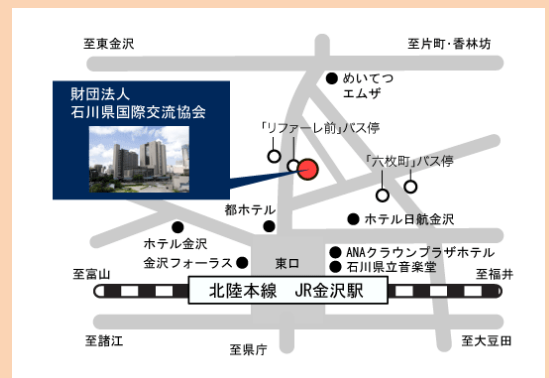 至東金沢
至片町・香林坊
めいてつ
エムザ
財団法人
石川県国際交流協会
「リファーレ前」バス停
「六枚町」バス停
都ホテル
ホテル日航金沢
ホテル金沢
金沢フォーラス
東口
ANAクラウンプラザホテル
石川県立音楽堂
至富山
至福井
北陸本線 JR金沢駅
至諸江
至県庁
至大豆田